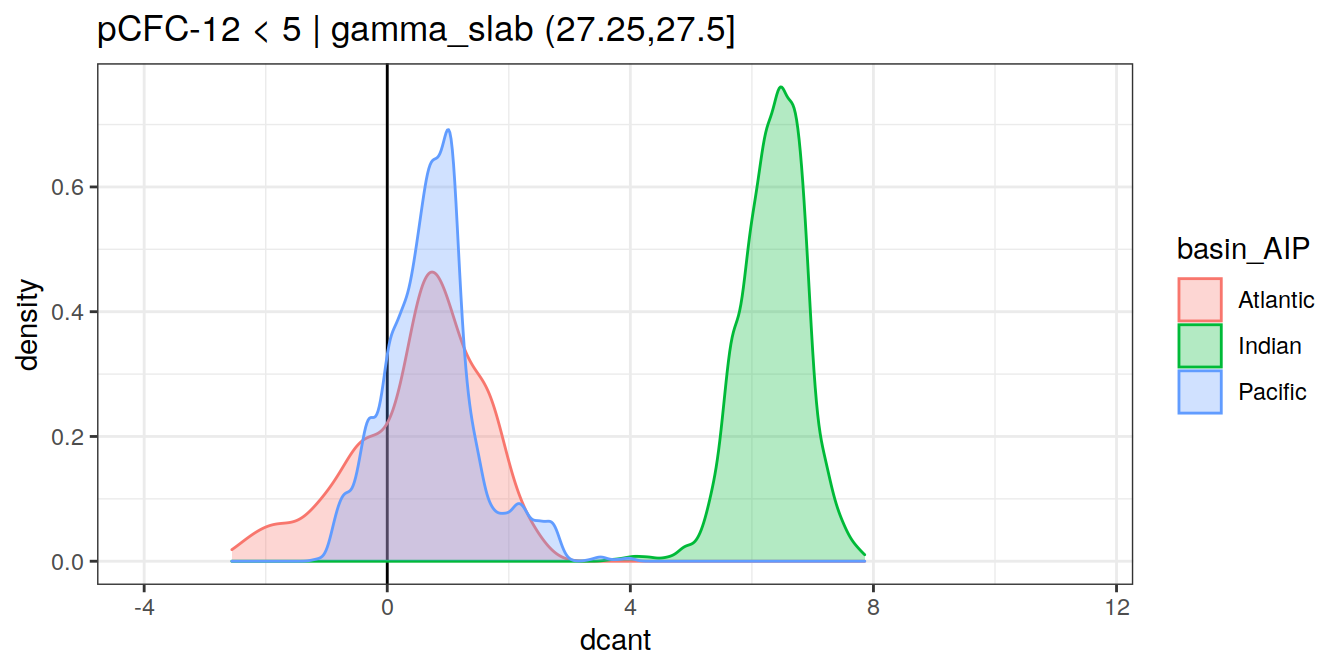 pCFC-12 < 5 | gamma_slab (27.25,27.5]
density
0.6
0.4
0.2
0.0
-4
0
4
8
12
dcant
basin_AIP
Atlantic
Indian
Pacific